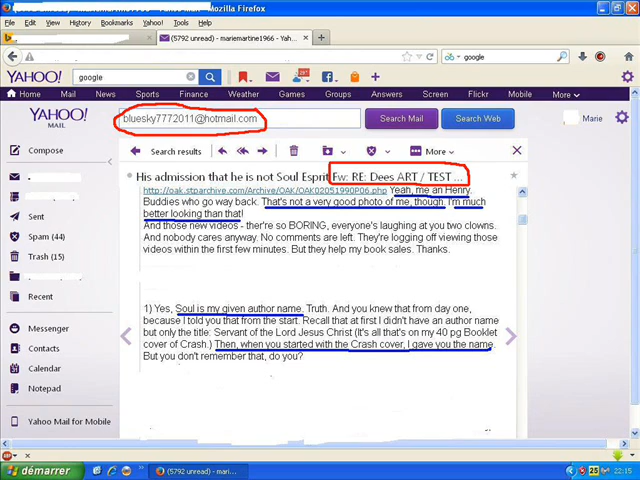 Mozilla Firefox
File Edit View History Bookmarks Yahoo! Tools Help
(5792 unread) - mariemartine1966 - Yah...
google
YAHOO! google Search
Home Mail News Sports Finance Weather Games Groups Answers Screen Flickr Mobile More
YAHOO! MAIL
bluesky7772011@hotmail.com Search Mail Search Web Marie
Compose
Search results More
His admission that he is not Soul Esprit Fw: RE: Dees ART / TEST ...
http://oak.stparchive.com/Archive/OAK/OAK02051990P06.php Yeah, me an Henry.
Buddies who go way back. That's not a very good photo of me, though. I'm much
better looking than that!
And those new videos - ther're so BORING, everyone's laughing at you two clowns.
And nobody cares anyway. No comments are left. They're logging off viewing those
videos within the first few minutes. But they help my book sales. Thanks.
Sent
Spam (44)
Trash (15)
Recent
Messenger
Contacts
Calendar
Notepad
Yahoo Mail for Mobile
1) Yes, Soul is my given author name. Truth. And you knew that from day one,
because I told you that from the start. Recall that at first I didn't have an author name
but only the title: Servant of the Lord Jesus Christ (It's all that's on my 40 pg Booklet
cover of Crash.) Then, when you started with the Crash cover, I gave you the name.
But you don't remember that, do you?
démarrer (5792 unread) - mari... 22:15